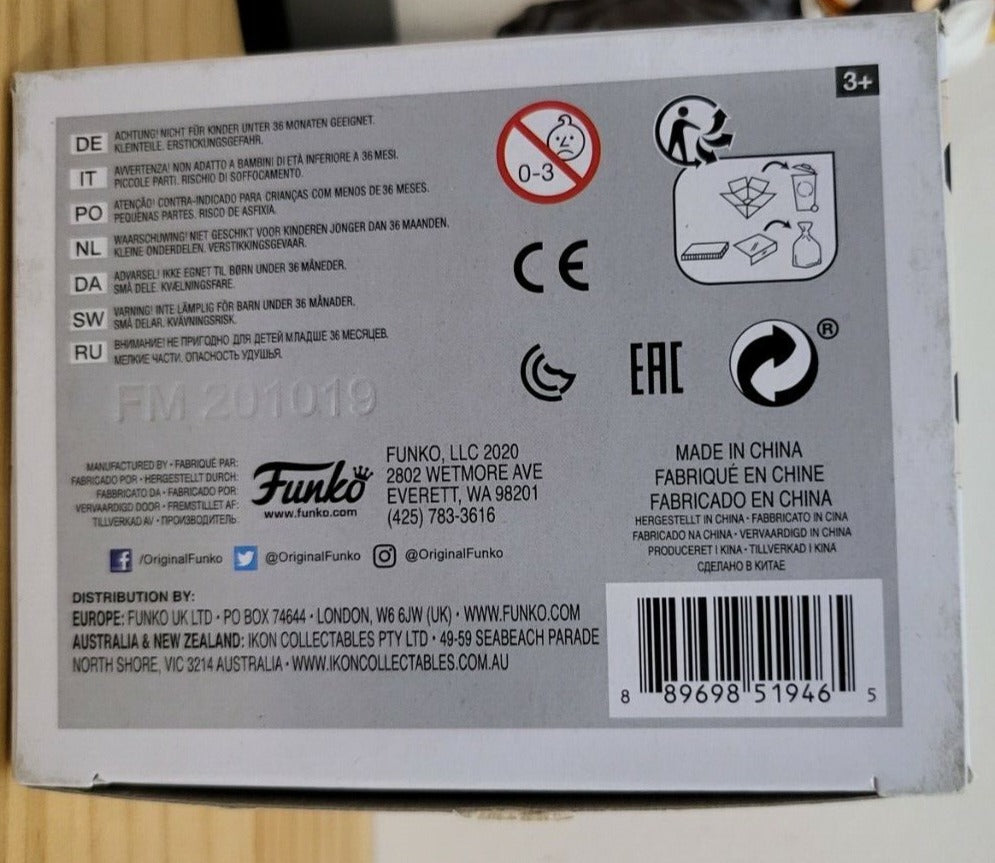 3+
DE ACHTUNG! NICHT FÜR KINDER UNTER 36 MONATEN GEEIGNET.
KLEINTEILE. ERSTICKUNGSGEFAHR.
IT AVVERTENZA! NON ADATTO A BAMBINI DI ETÀ INFERIORE A 36 MESI.
PICCOLE PARTI. RISCHIO DI SOFFOCAMENTO.
PO ATENÇÃO! CONTRA-INDICADO PARA CRIANÇAS COM MENOS DE 36 MESES.
PEQUENAS PARTES. RISCO DE ASFIXIA.
NL WAARSCHUWING! NIET GESCHIKT VOOR KINDEREN JONGER DAN 36 MAANDEN.
KLEINE ONDERDELEN. VERSTIKKINGSGEVAAR.
DA ADVARSEL! IKKE EGNET TIL BØRN UNDER 36 MÅNEDER.
SMÅ DELE. KVÆLNINGSFARE.
SW VARNING! INTE LÄMPLIG FÖR BARN UNDER 36 MÅNADER.
SMÅ DELAR. KVÄVNINGSRISK.
RU ВНИМАНИЕ! НЕ ПРИГОДНО ДЛЯ ДЕТЕЙ МЛАДШЕ 36 МЕСЯЦЕВ.
МЕЛКИЕ ЧАСТИ. ОПАСНОСТЬ УДУШЬЯ.
0-3
CE
EAC
®
FM 201019
MANUFACTURED BY • FABRIQUÉ PAR:
FABRICADO POR • HERGESTELLT DURCH:
FABBRICATO DA • FABRICADO POR:
VERVAARDIGD DOOR • FREMSTILLET AF:
TILLVERKAD AV • ПРОИЗВОДИТЕЛЬ:
Funko
www.funko.com
FUNKO, LLC 2020
2802 WETMORE AVE
EVERETT, WA 98201
(425) 783-3616
/OriginalFunko @OriginalFunko @OriginalFunko
MADE IN CHINA
FABRIQUÉ EN CHINE
FABRICADO EN CHINA
HERGESTELLT IN CHINA • FABBRICATO IN CINA
FABRICADO NA CHINA • VERVAARDIGD IN CHINA
PRODUCERET I KINA • TILLVERKAD I KINA
СДЕЛАНО В КИТАЕ
DISTRIBUTION BY:
EUROPE: FUNKO UK LTD • PO BOX 74644 • LONDON, W6 6JW (UK) • WWW.FUNKO.COM
AUSTRALIA & NEW ZEALAND: IKON COLLECTABLES PTY LTD • 49-59 SEABEACH PARADE
NORTH SHORE, VIC 3214 AUSTRALIA • WWW.IKONCOLLECTABLES.COM.AU
8 89698 51946 5